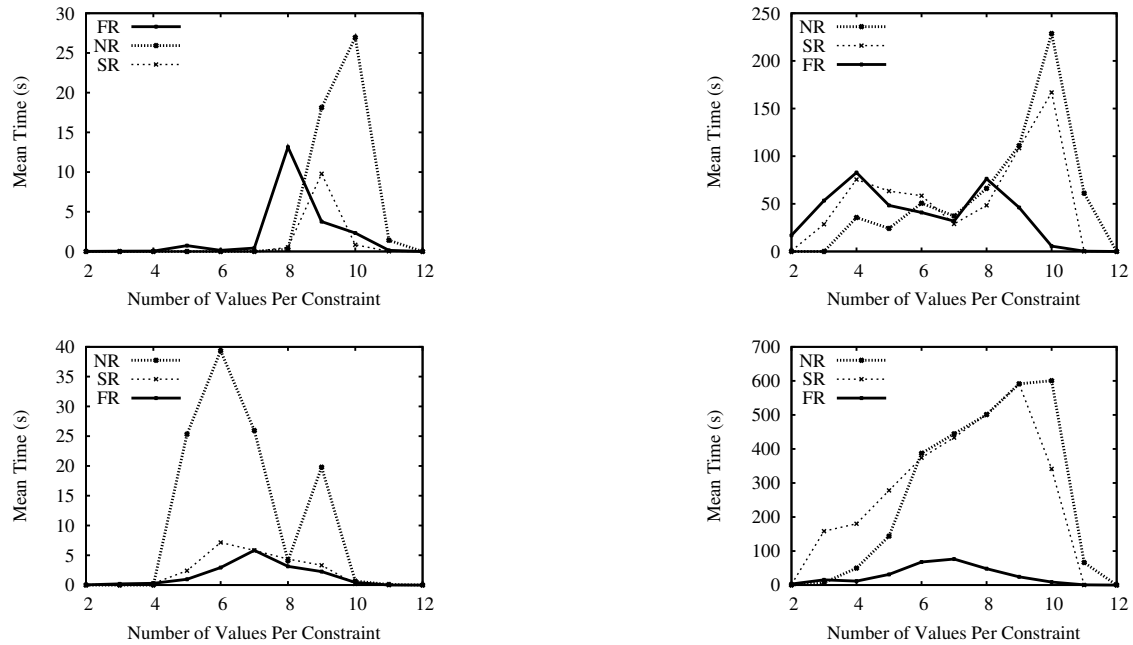 30
25
20
15
10
5
0
2 4 6 8 10 12
FR
NR
SR
Mean Time (s)
Number of Values Per Constraint
250
200
150
100
50
0
2 4 6 8 10 12
NR
SR
FR
Mean Time (s)
Number of Values Per Constraint
40
35
30
25
20
15
10
5
0
2 4 6 8 10 12
NR
SR
FR
Mean Time (s)
Number of Values Per Constraint
700
600
500
400
300
200
100
0
2 4 6 8 10 12
NR
SR
FR
Mean Time (s)
Number of Values Per Constraint